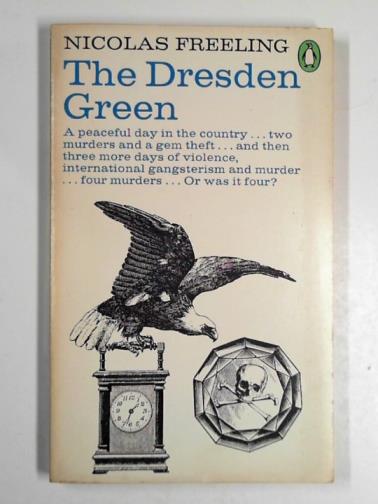 NICOLAS FREELING
The Dresden
Green
A peaceful day in the country . . . two
murders and a gem theft . . . and then
three more days of violence,
international gangsterism and murder
. . . four murders . . . Or was it four?